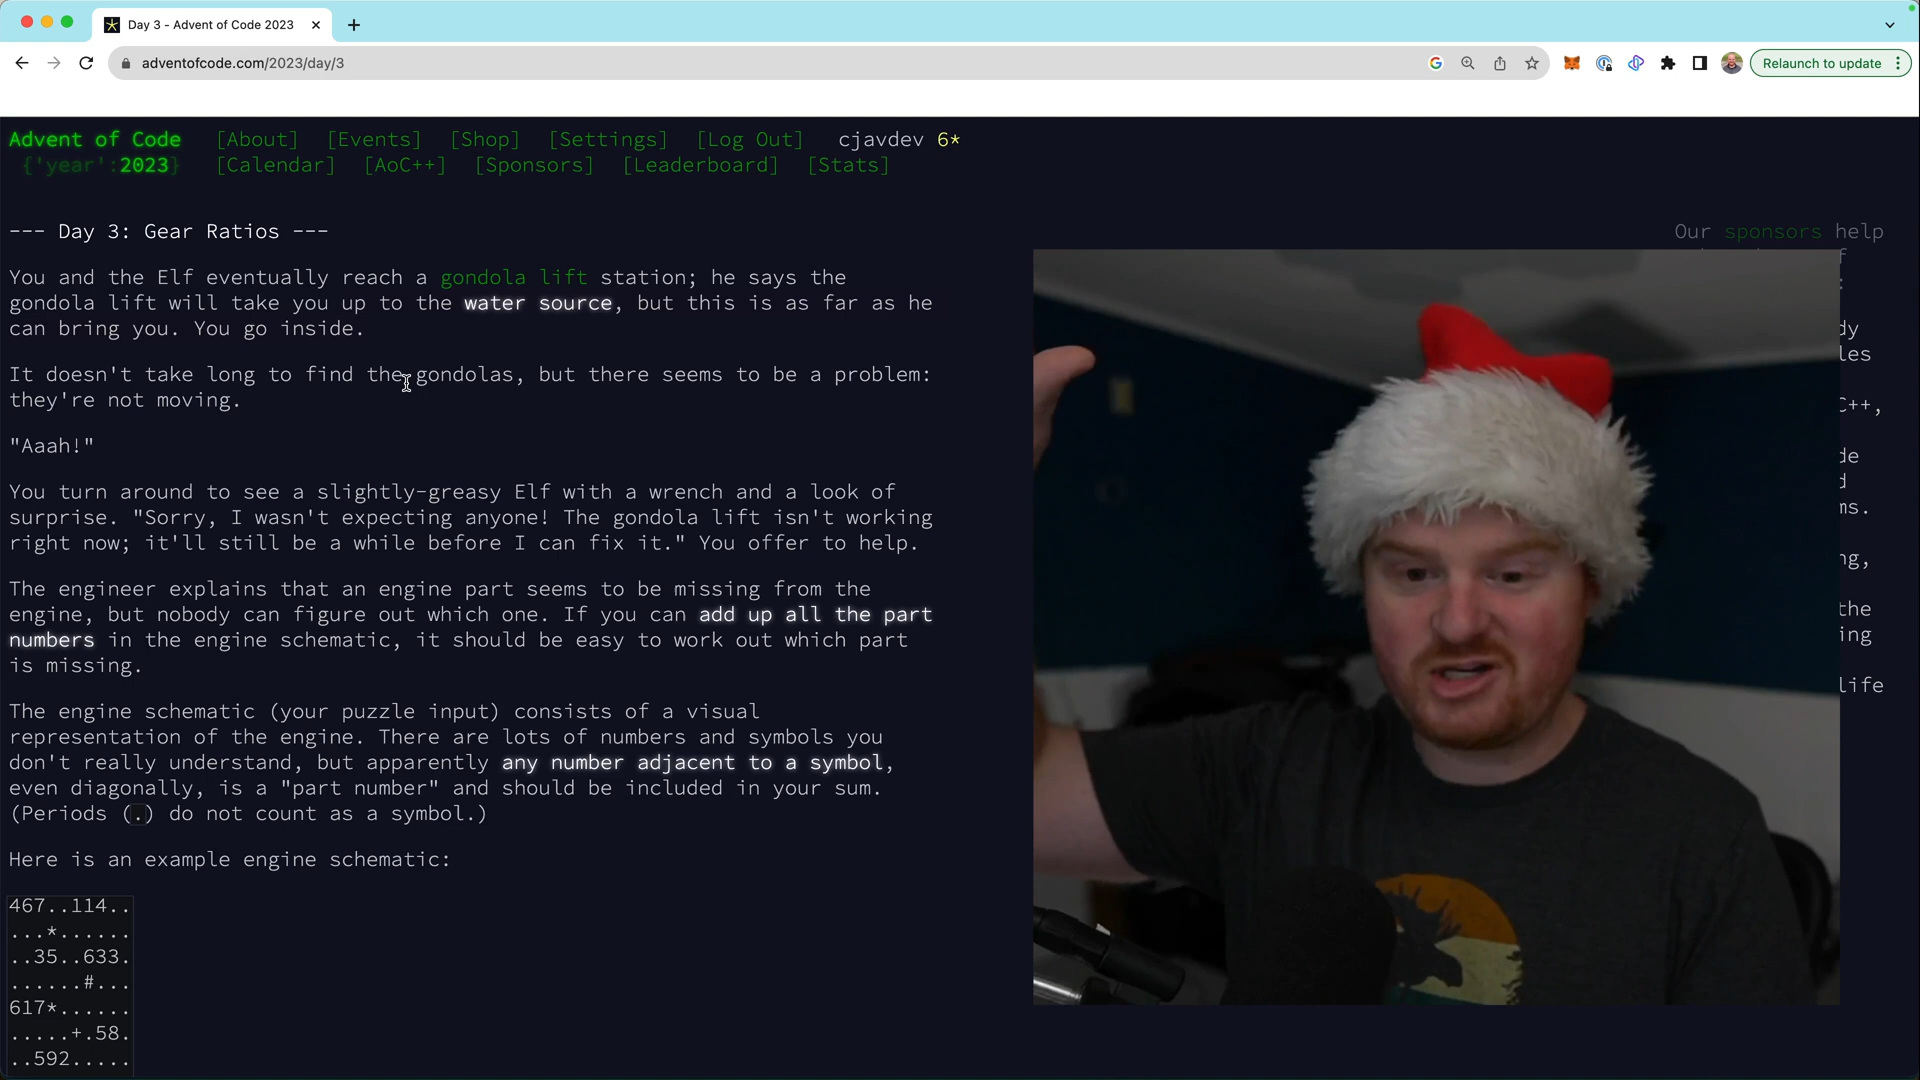 Day 3 - Advent of Code 2023
adventofcode.com/2023/day/3
Relaunch to update
Advent of Code [About] [Events] [Shop] [Settings] [Log Out] cjavdev 6*
{'year':2023} [Calendar] [AoC++] [Sponsors] [Leaderboard] [Stats]
--- Day 3: Gear Ratios ---
Our sponsors help
You and the Elf eventually reach a gondola lift station; he says the
gondola lift will take you up to the water source, but this is as far as he
can bring you. You go inside.
It doesn't take long to find the gondolas, but there seems to be a problem:
they're not moving.
"Aaah!"
You turn around to see a slightly-greasy Elf with a wrench and a look of
surprise. "Sorry, I wasn't expecting anyone! The gondola lift isn't working
right now; it'll still be a while before I can fix it." You offer to help.
The engineer explains that an engine part seems to be missing from the
engine, but nobody can figure out which one. If you can add up all the part
numbers in the engine schematic, it should be easy to work out which part
is missing.
The engine schematic (your puzzle input) consists of a visual
representation of the engine. There are lots of numbers and symbols you
don't really understand, but apparently any number adjacent to a symbol,
even diagonally, is a "part number" and should be included in your sum.
(Periods (.) do not count as a symbol.)
Here is an example engine schematic:
467..114..
...*......
..35..633.
......#...
617*......
.....+.58.
..592.....
C++,
the
life